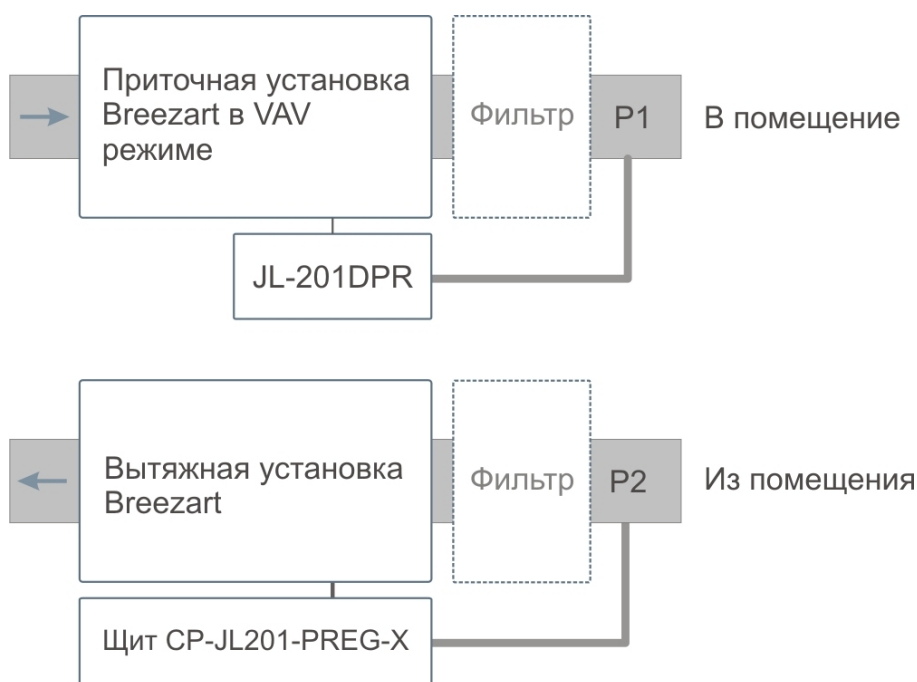 Приточная установка
Breezart в VAV
режиме
Фильтр
P1
В помещение
JL-201DPR
Вытяжная установка
Breezart
Фильтр
P2
Из помещения
Щит CP-JL201-PREG-X